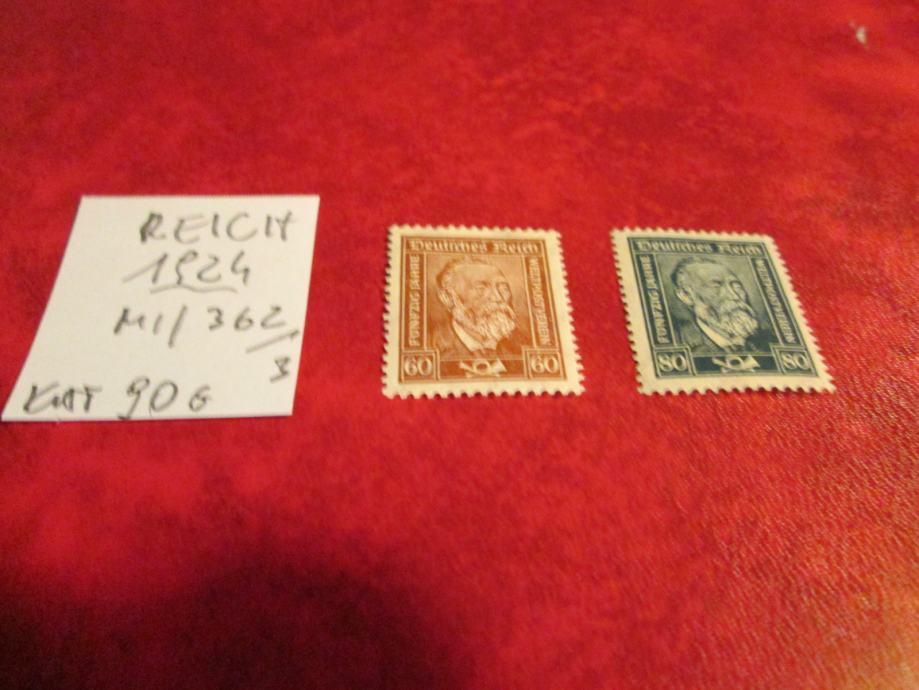 REICH
1924
MI/362/
3
KAT 90 G
Deutsches Reich
FÜNFZIG JAHRE
WELTPOSTVEREIN
60 60
Deutsches Reich
FÜNFZIG JAHRE
WELTPOSTVEREIN
80 80